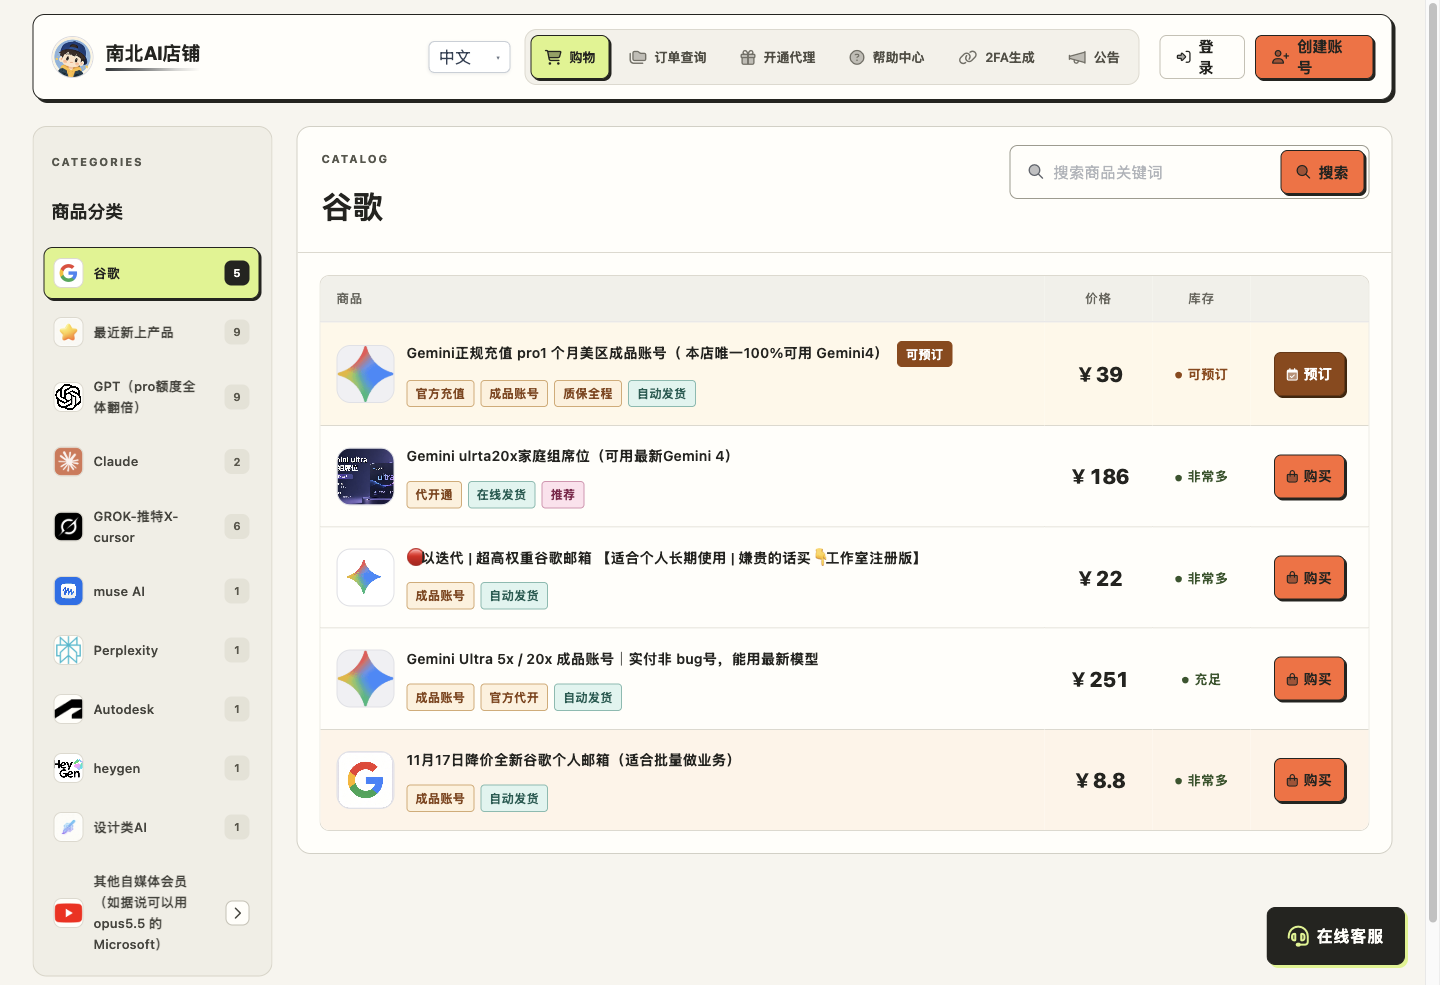 南北AI店铺
中文
购物
订单查询
开通代理
帮助中心
2FA生成
公告
登
录
创建账
号
CATEGORIES
商品分类
谷歌
5
最近新上产品
9
GPT（pro额度全
体翻倍）
9
Claude
2
GROK-推特X-
cursor
6
muse AI
1
Perplexity
1
Autodesk
1
heygen
1
设计类AI
1
其他自媒体会员
（如据说可以用
opus5.5 的
Microsoft）
CATALOG
谷歌
搜索商品关键词
搜索
商品
价格
库存
Gemini正规充值 pro1 个月美区成品账号（ 本店唯一100%可用 Gemini4）
可预订
官方充值
成品账号
质保全程
自动发货
¥ 39
可预订
预订
Gemini ulrta20x家庭组席位（可用最新Gemini 4）
代开通
在线发货
推荐
¥ 186
非常多
购买
以迭代 | 超高权重谷歌邮箱 【适合个人长期使用 | 嫌贵的话买👇工作室注册版】
成品账号
自动发货
¥ 22
非常多
购买
Gemini Ultra 5x / 20x 成品账号｜实付非 bug号，能用最新模型
成品账号
官方代开
自动发货
¥ 251
充足
购买
11月17日降价全新谷歌个人邮箱（适合批量做业务）
成品账号
自动发货
¥ 8.8
非常多
购买
在线客服